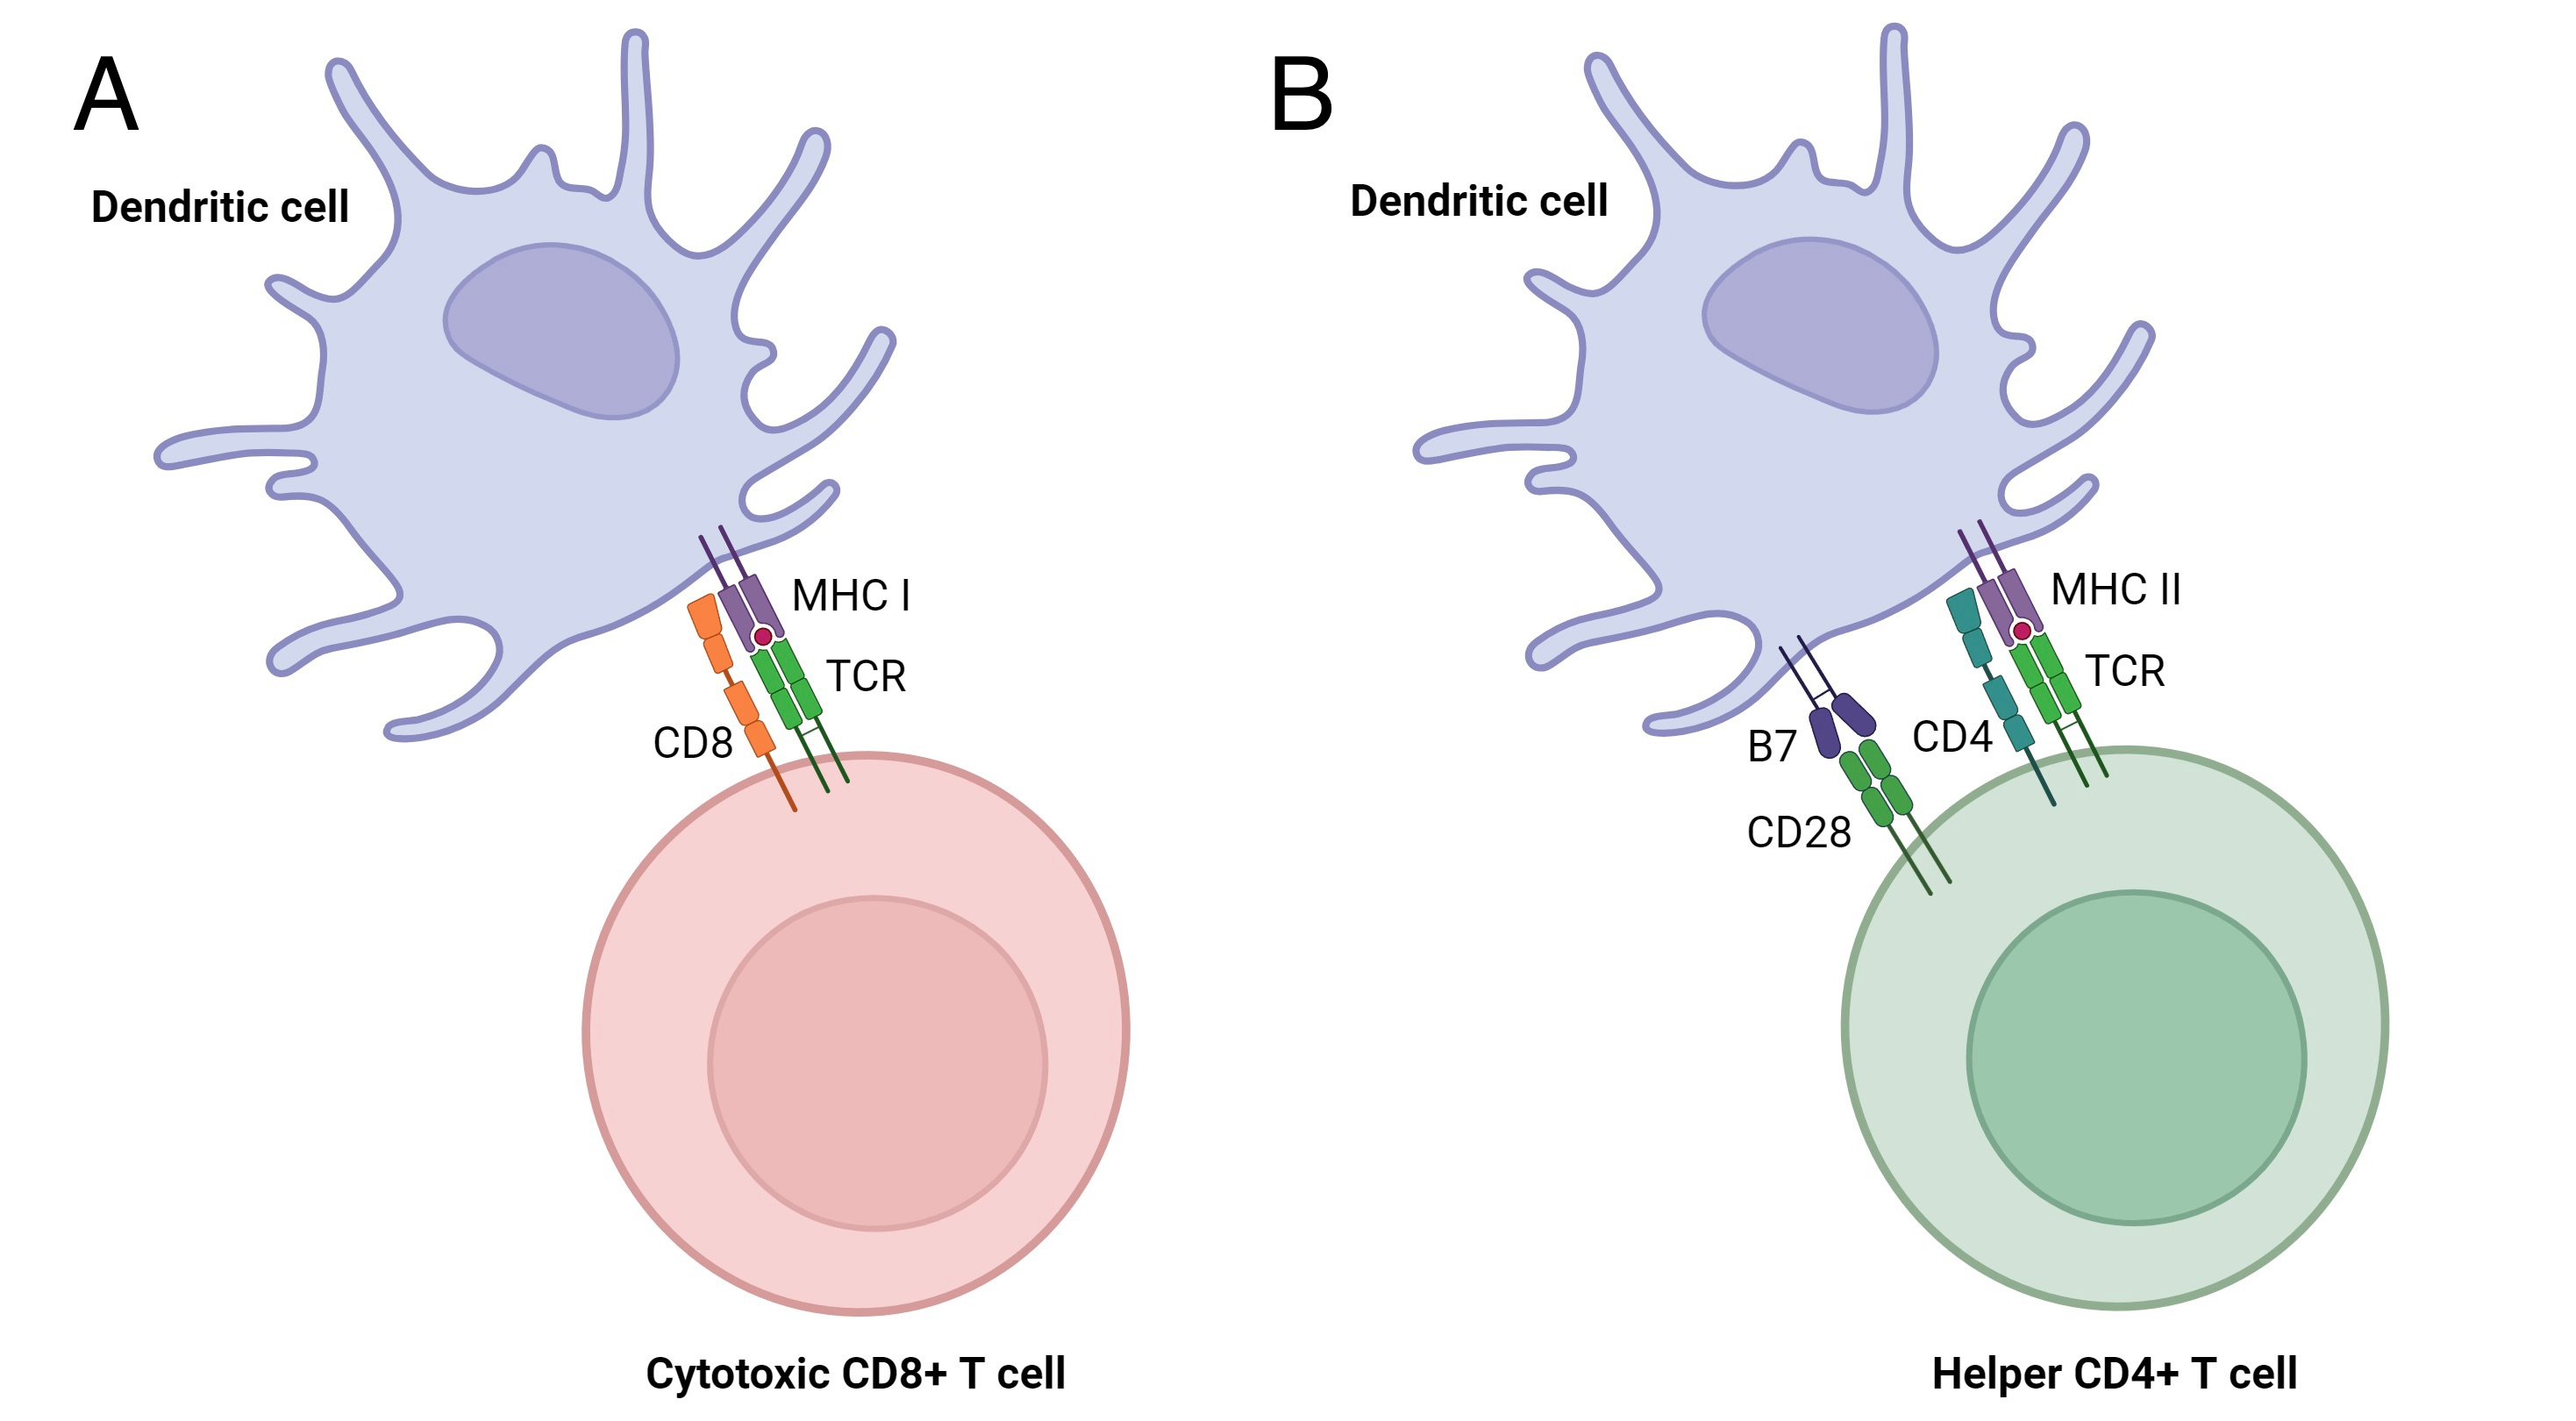 A
Dendritic cell
MHC I
TCR
CD8
Cytotoxic CD8+ T cell
B
Dendritic cell
MHC II
TCR
B7
CD4
CD28
Helper CD4+ T cell